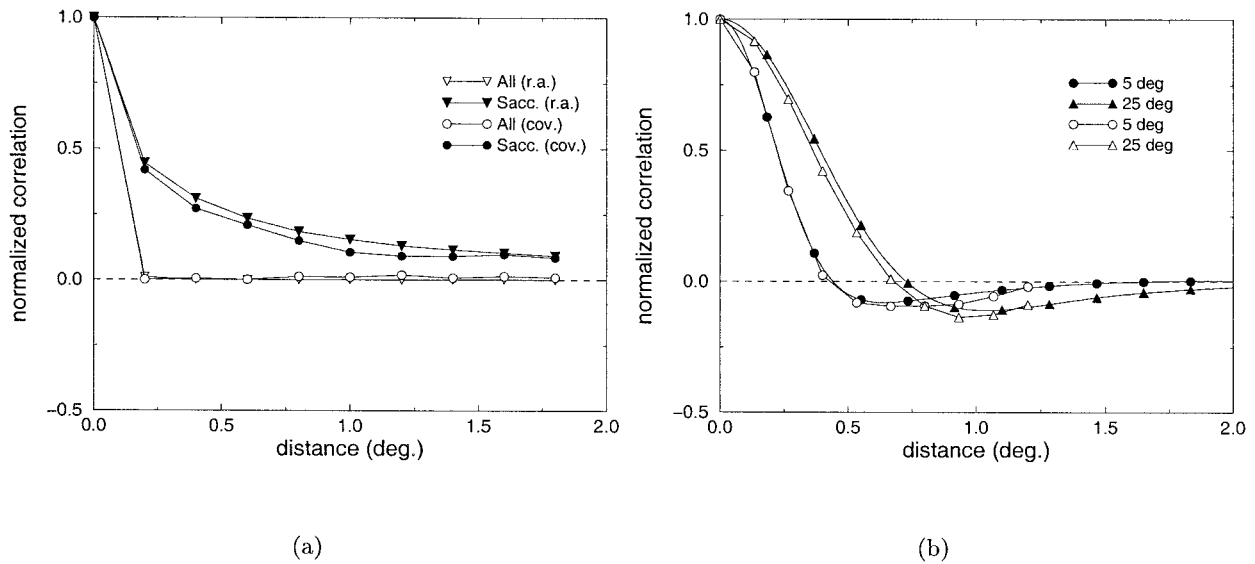 1.0
0.5
0.0
−0.5
normalized correlation
All (r.a.)
Sacc. (r.a.)
All (cov.)
Sacc. (cov.)
0.0 0.5 1.0 1.5 2.0
distance (deg.)
(a)
1.0
0.5
0.0
−0.5
normalized correlation
5 deg
25 deg
5 deg
25 deg
0.0 0.5 1.0 1.5 2.0
distance (deg.)
(b)